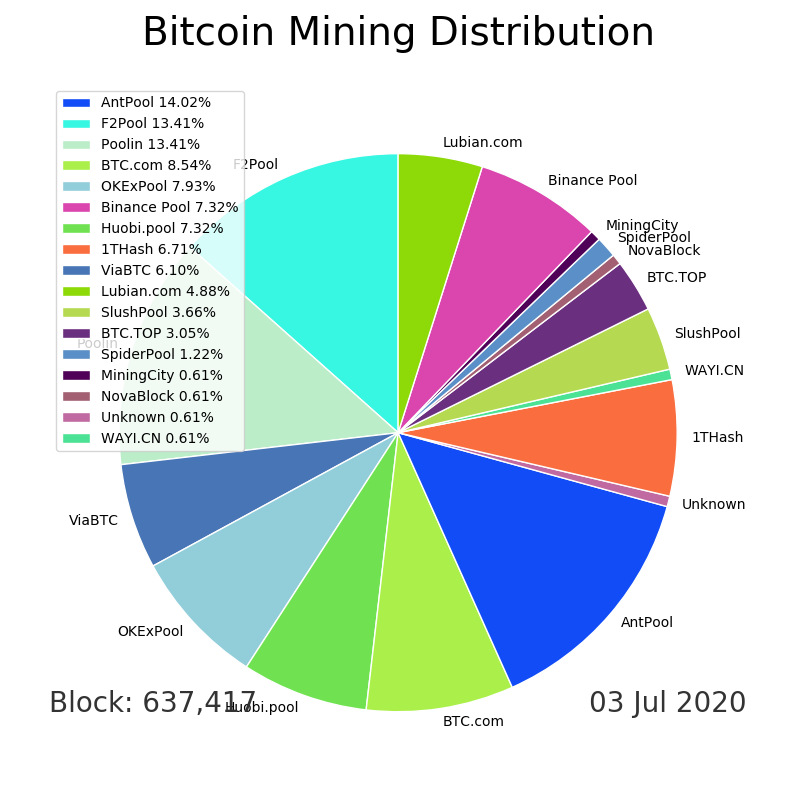 Bitcoin Mining Distribution
AntPool 14.02%
F2Pool 13.41%
Poolin 13.41%
BTC.com 8.54%
OKExPool 7.93%
Binance Pool 7.32%
Huobi.pool 7.32%
1THash 6.71%
ViaBTC 6.10%
Lubian.com 4.88%
SlushPool 3.66%
BTC.TOP 3.05%
SpiderPool 1.22%
MiningCity 0.61%
NovaBlock 0.61%
Unknown 0.61%
WAYI.CN 0.61%
Lubian.com
Binance Pool
MiningCity
SpiderPool
NovaBlock
BTC.TOP
SlushPool
WAYI.CN
1THash
Unknown
AntPool
BTC.com
Huobi.pool
OKExPool
ViaBTC
Poolin
F2Pool
Block: 637,417
03 Jul 2020